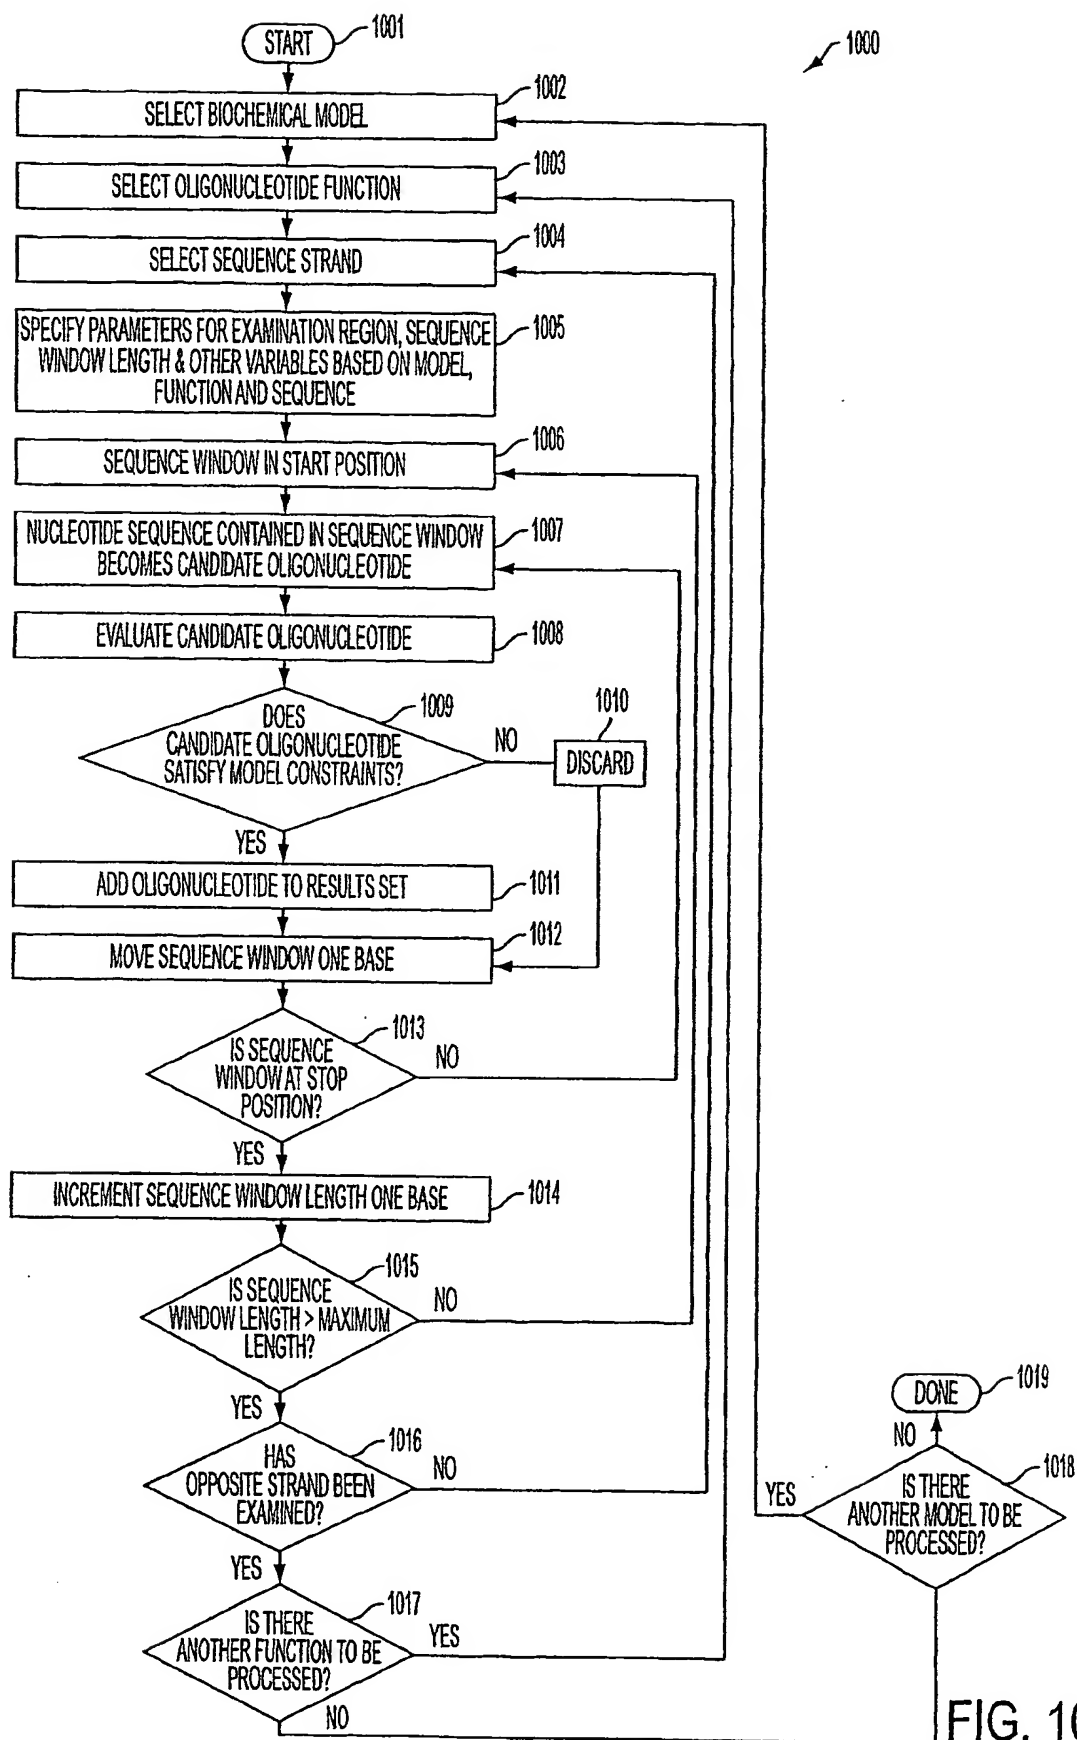 START
1001
1000
1002
SELECT BIOCHEMICAL MODEL
1003
SELECT OLIGONUCLEOTIDE FUNCTION
1004
SELECT SEQUENCE STRAND
1005
SPECIFY PARAMETERS FOR EXAMINATION REGION, SEQUENCE
WINDOW LENGTH & OTHER VARIABLES BASED ON MODEL,
FUNCTION AND SEQUENCE
1006
SEQUENCE WINDOW IN START POSITION
1007
NUCLEOTIDE SEQUENCE CONTAINED IN SEQUENCE WINDOW
BECOMES CANDIDATE OLIGONUCLEOTIDE
EVALUATE CANDIDATE OLIGONUCLEOTIDE
1008
1009
DOES
CANDIDATE OLIGONUCLEOTIDE
SATISFY MODEL CONSTRAINTS?
NO
1010
DISCARD
YES
ADD OLIGONUCLEOTIDE TO RESULTS SET
1011
1012
MOVE SEQUENCE WINDOW ONE BASE
1013
IS SEQUENCE
WINDOW AT STOP
POSITION?
NO
YES
INCREMENT SEQUENCE WINDOW LENGTH ONE BASE
1014
1015
IS SEQUENCE
WINDOW LENGTH > MAXIMUM
LENGTH?
NO
YES
1016
HAS
OPPOSITE STRAND BEEN
EXAMINED?
NO
YES
1017
IS THERE
ANOTHER FUNCTION TO BE
PROCESSED?
YES
NO
DONE
1019
NO
1018
IS THERE
ANOTHER MODEL TO BE
PROCESSED?
YES
FIG. 10